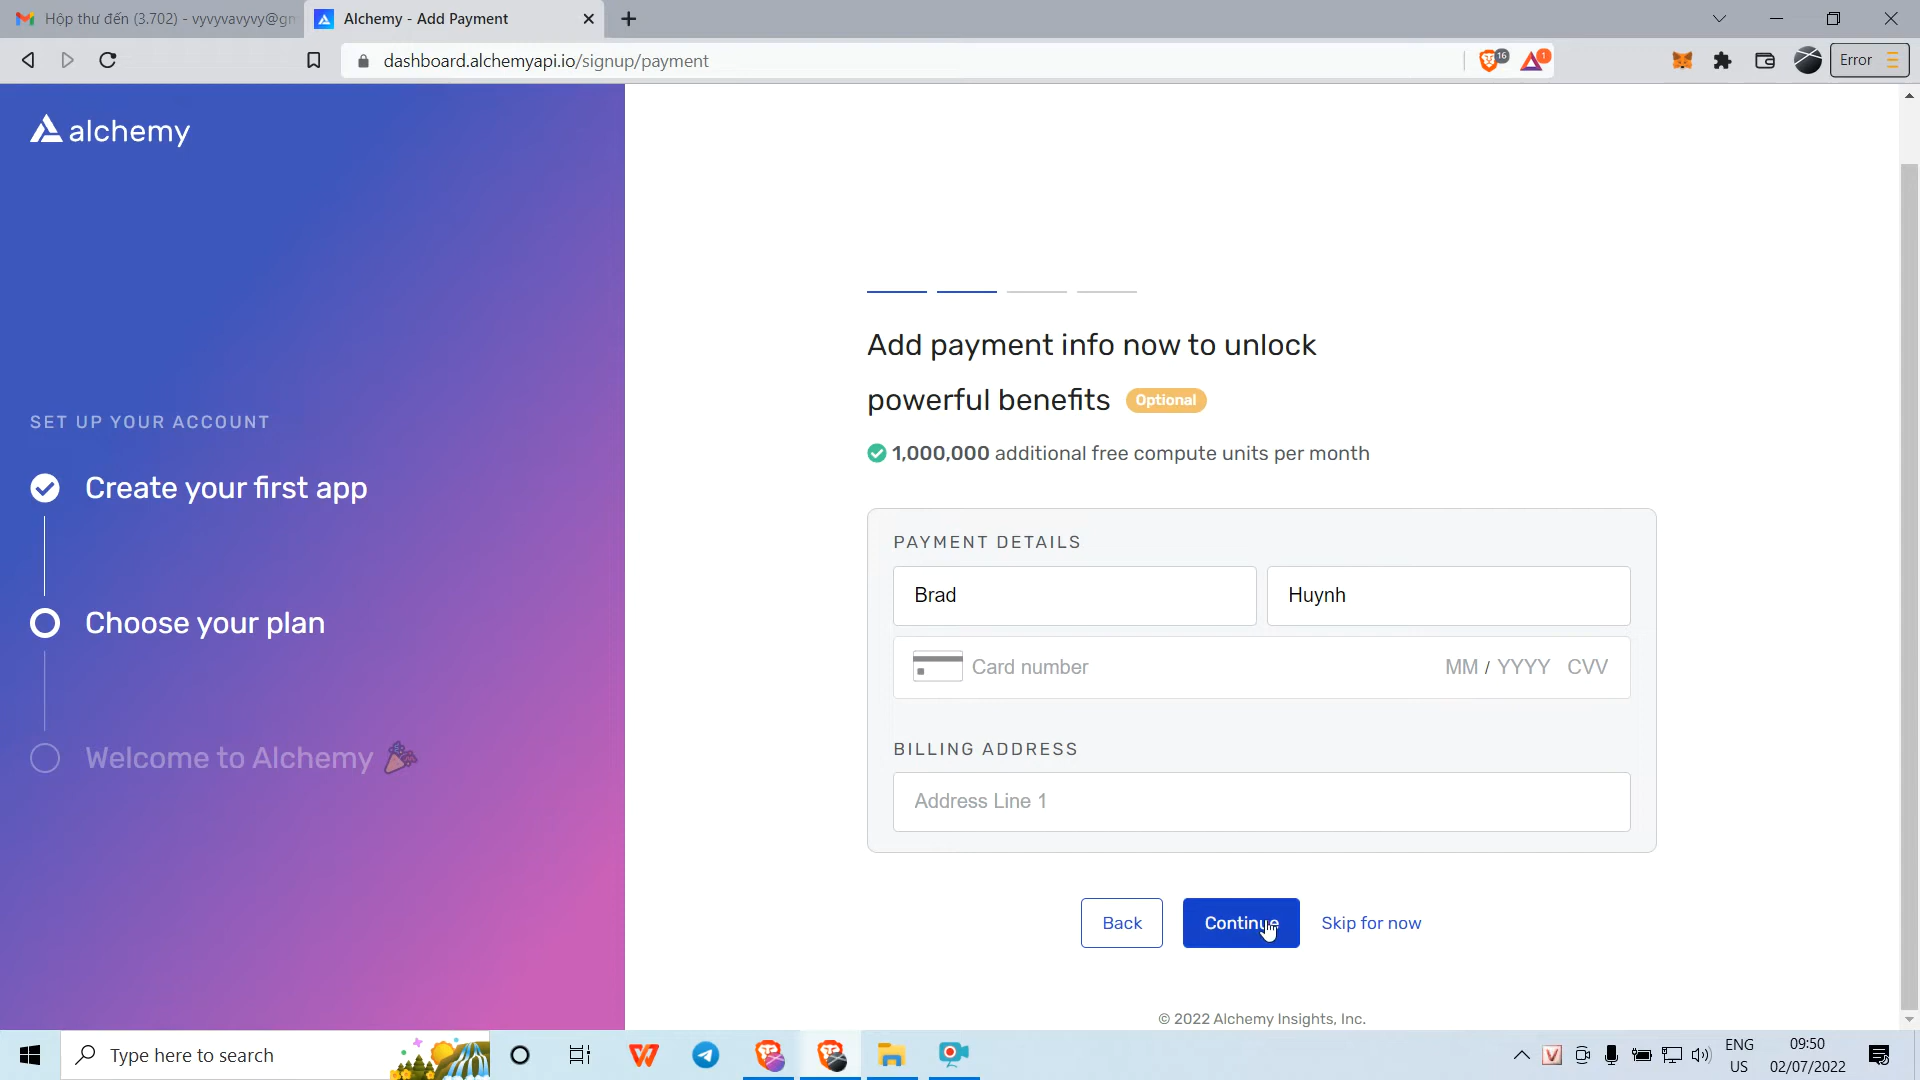 Hộp thư đến (3.702) - vyvyvavyvy@gm
Alchemy - Add Payment
dashboard.alchemyapi.io/signup/payment
16
1
Error
alchemy
SET UP YOUR ACCOUNT
Create your first app
Choose your plan
Welcome to Alchemy
Add payment info now to unlock
powerful benefits Optional
1,000,000 additional free compute units per month
PAYMENT DETAILS
Brad
Huynh
Card number
MM / YYYY CVV
BILLING ADDRESS
Address Line 1
Back
Continue
Skip for now
© 2022 Alchemy Insights, Inc.
Type here to search
ENG
US
09:50
02/07/2022